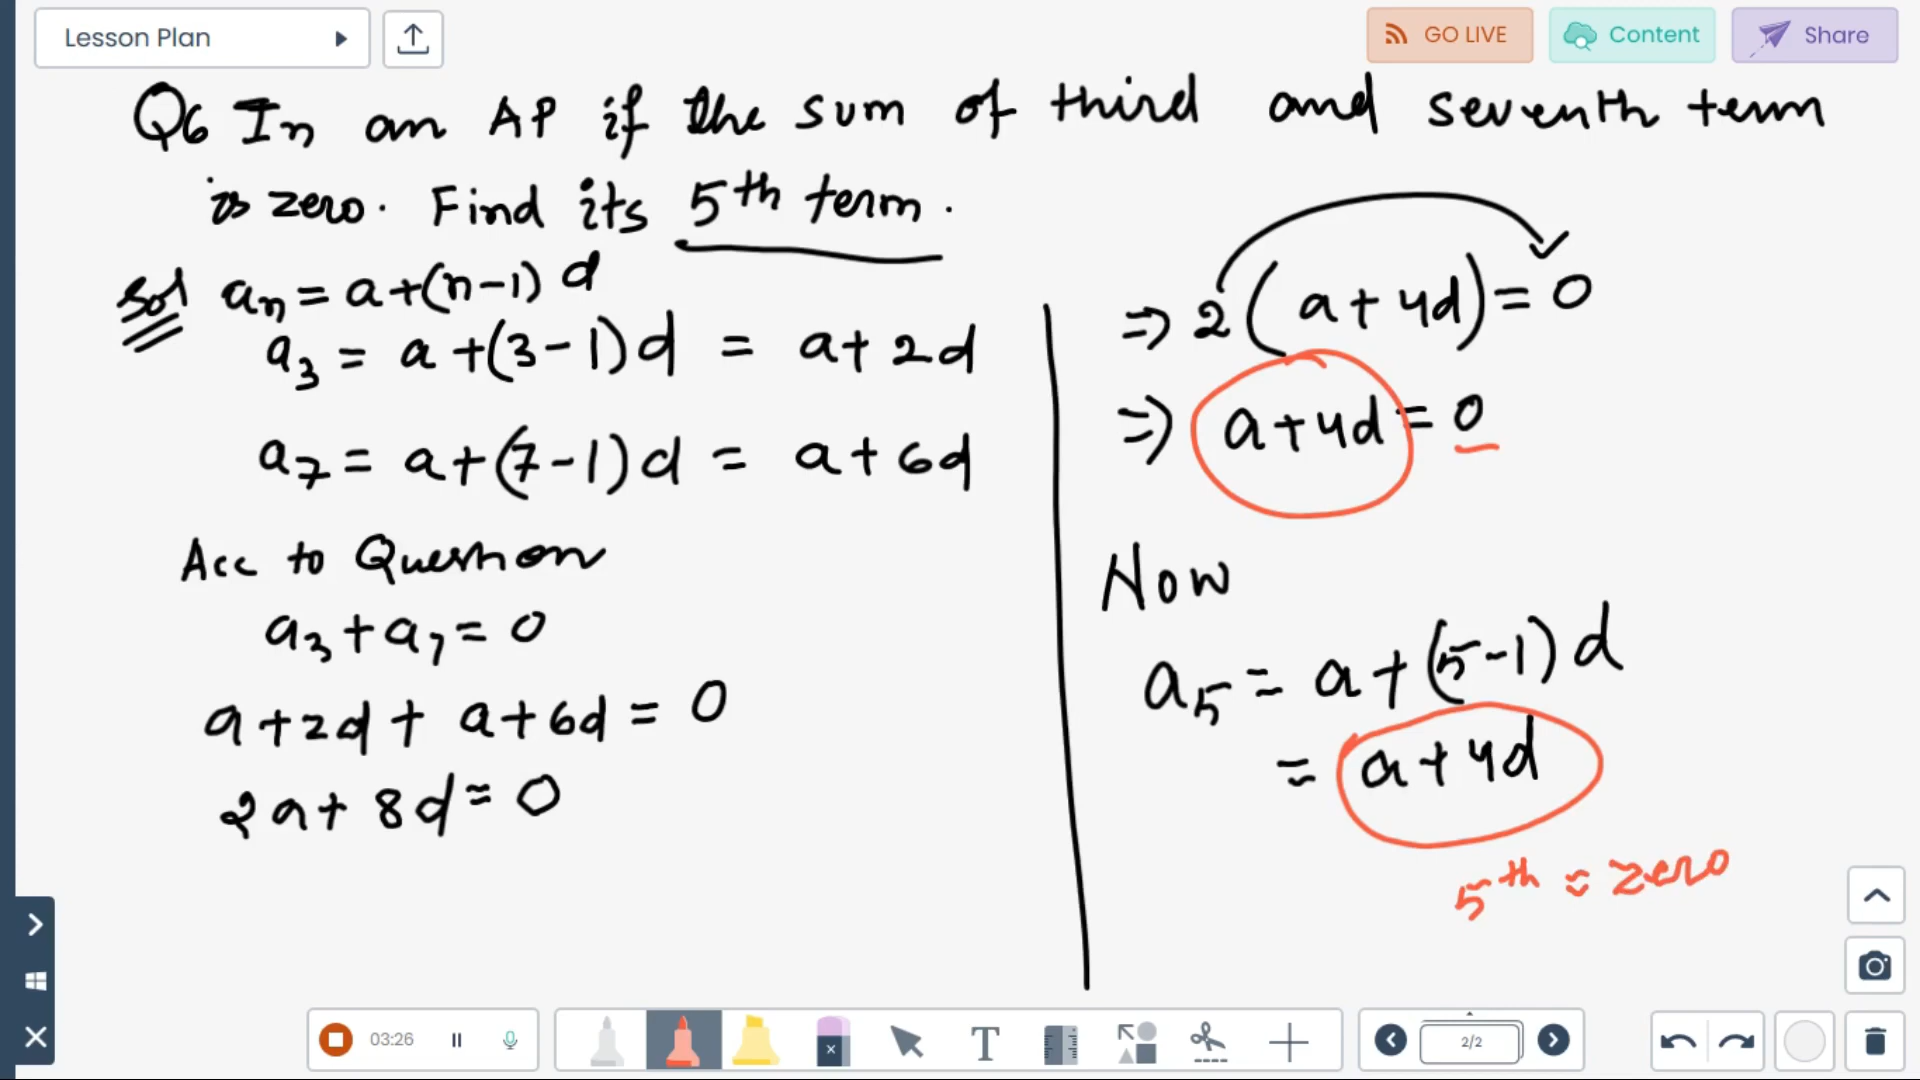 Lesson Plan
GO LIVE
Content
Share
Q6 In an AP if the sum of third and seventh term
is zero. Find its 5th term.
Sol an = a+(n-1) d
a3 = a+(3-1)d = a+2d
a7 = a+(7-1)d = a+6d
Acc to Question
a3+a7=0
a+2d+ a+6d = 0
2a+8d=0
=> 2(a+4d)=0
=> a+4d=0
Now
a5 = a+(5-1)d
= a+4d
5th = zero
03:26
T
2/2